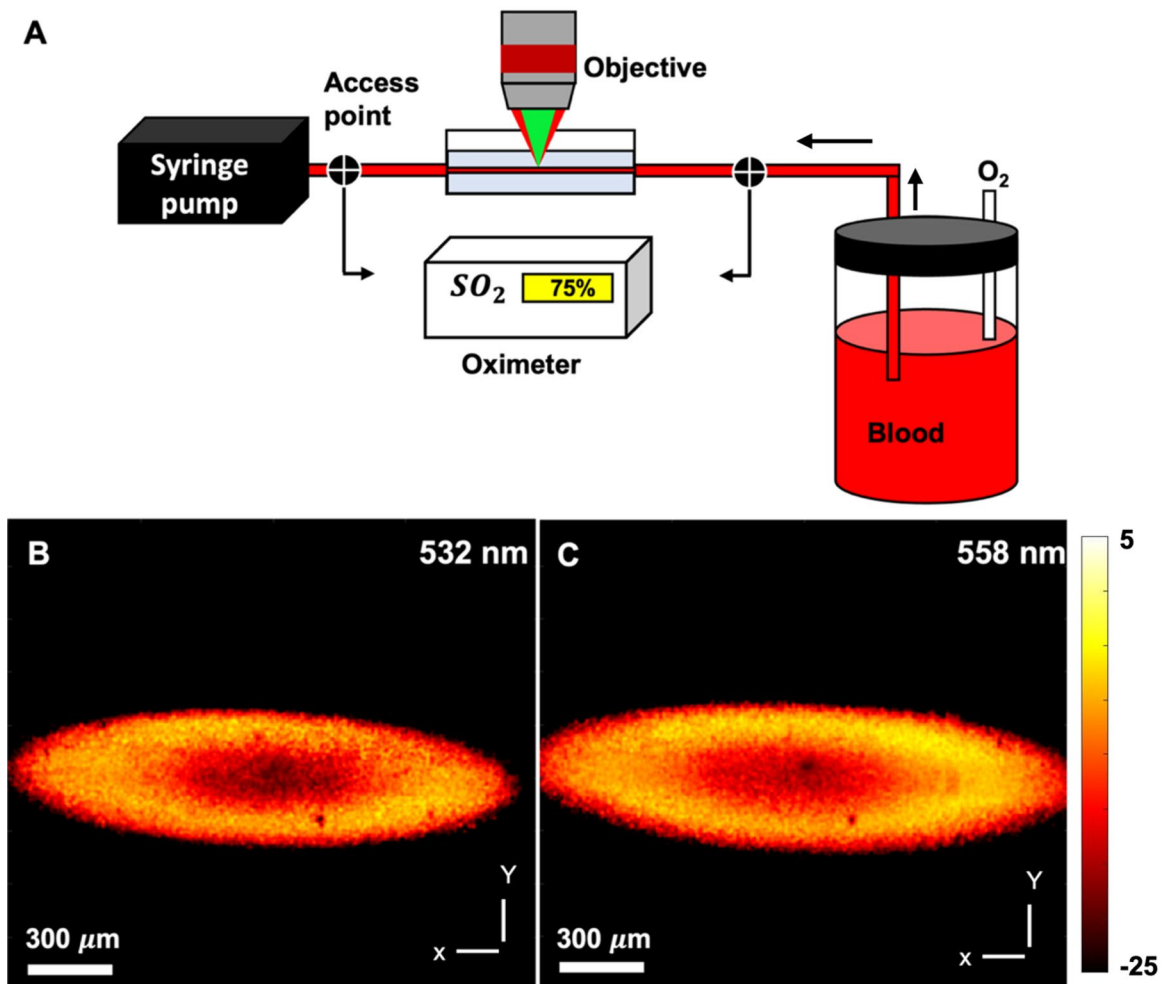 A
Access
point
Objective
Syringe
pump
O₂
SO₂ 75%
Oximeter
Blood
B 532 nm
C 558 nm
5
Y
x
300 μm
Y
x
300 μm
-25